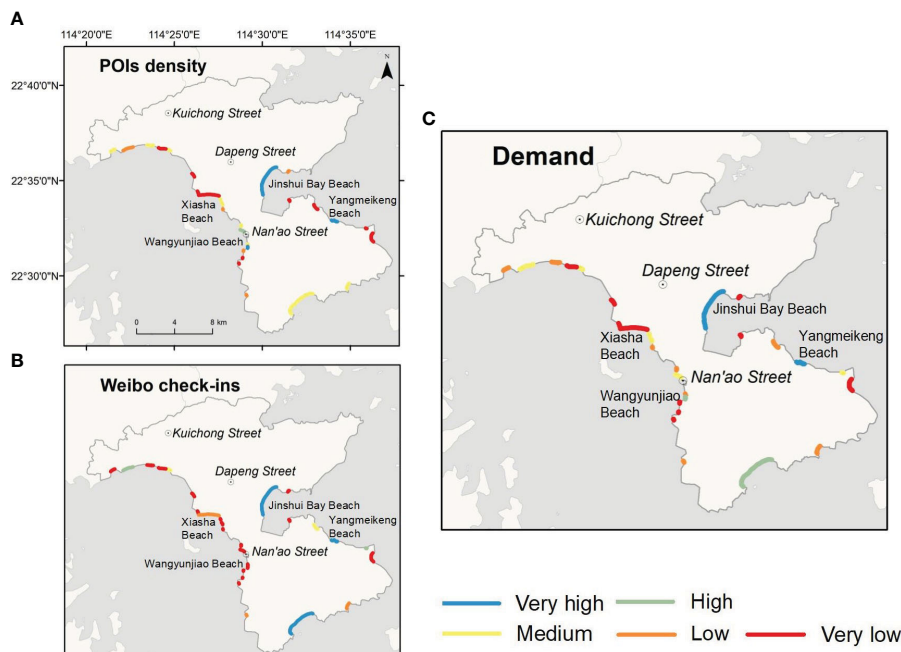 A
114°20'0"E 114°25'0"E 114°30'0"E 114°35'0"E
22°40'0"N
22°35'0"N
22°30'0"N
POIs density
N
Kuichong Street
Dapeng Street
Jinshui Bay Beach
Xiasha
Beach
Yangmeikeng
Beach
Wangyunjiao Beach
Nan'ao Street
0 4 8 km
B
Weibo check-ins
Kuichong Street
Dapeng Street
Jinshui Bay Beach
Xiasha
Beach
Yangmeikeng
Beach
Nan'ao Street
Wangyunjiao Beach
C
Demand
Kuichong Street
Dapeng Street
Jinshui Bay Beach
Xiasha
Beach
Yangmeikeng
Beach
Nan'ao Street
Wangyunjiao
Beach
Very high High
Medium Low Very low